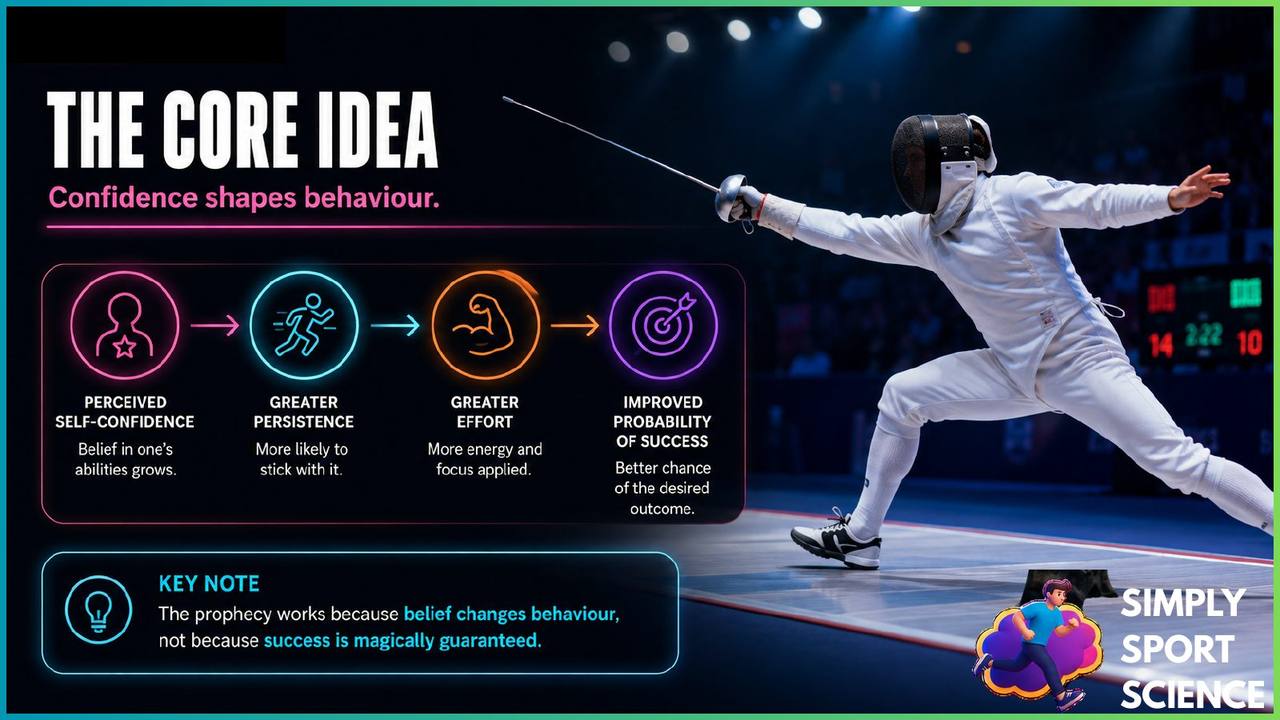 THE CORE IDEA
Confidence shapes behaviour.
PERCEIVED
SELF-CONFIDENCE
Belief in one's
abilities grows.
GREATER
PERSISTENCE
More likely to
stick with it.
GREATER
EFFORT
More energy and
focus applied.
IMPROVED
PROBABILITY
OF SUCCESS
Better chance
of the desired
outcome.
KEY NOTE
The prophecy works because belief changes behaviour,
not because success is magically guaranteed.
14 2:22 10
SIMPLY
SPORT
SCIENCE